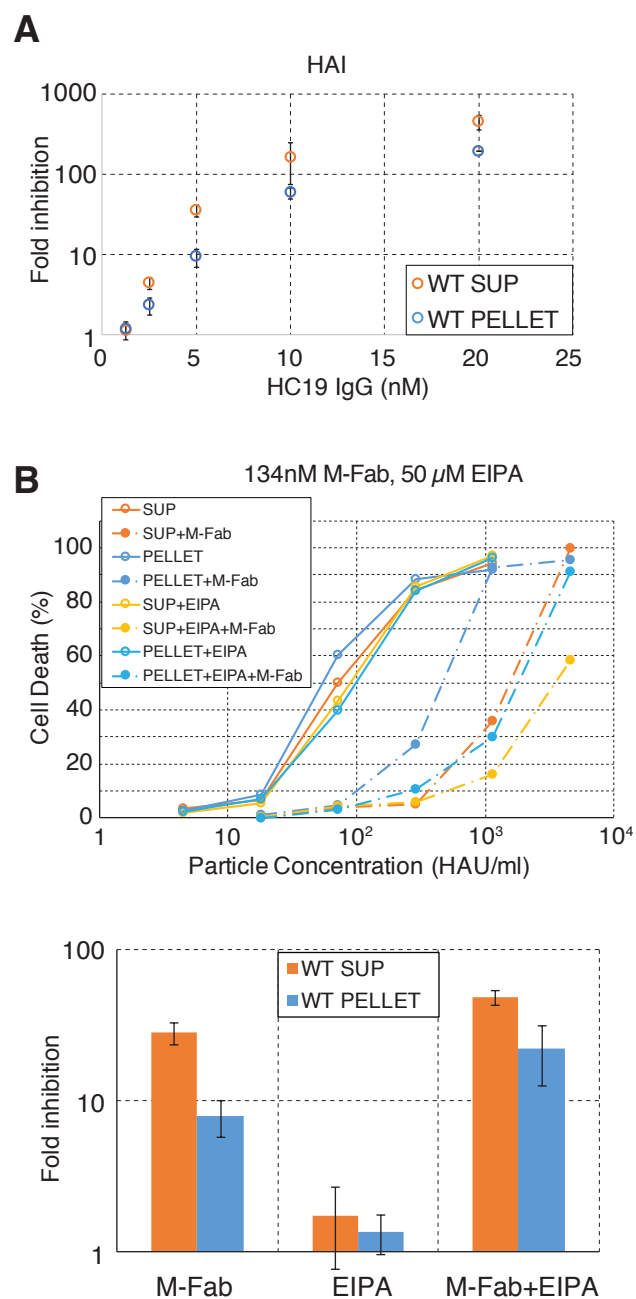 A
HAI
1000
100
10
1
Fold inhibition
WT SUP
WT PELLET
0 5 10 15 20 25
HC19 IgG (nM)
B
134nM M-Fab, 50 µM EIPA
SUP
SUP+M-Fab
PELLET
PELLET+M-Fab
SUP+EIPA
SUP+EIPA+M-Fab
PELLET+EIPA
PELLET+EIPA+M-Fab
100
80
60
40
20
0
Cell Death (%)
1 10 10² 10³ 10⁴
Particle Concentration (HAU/ml)
100
10
1
Fold inhibition
WT SUP
WT PELLET
M-Fab EIPA M-Fab+EIPA